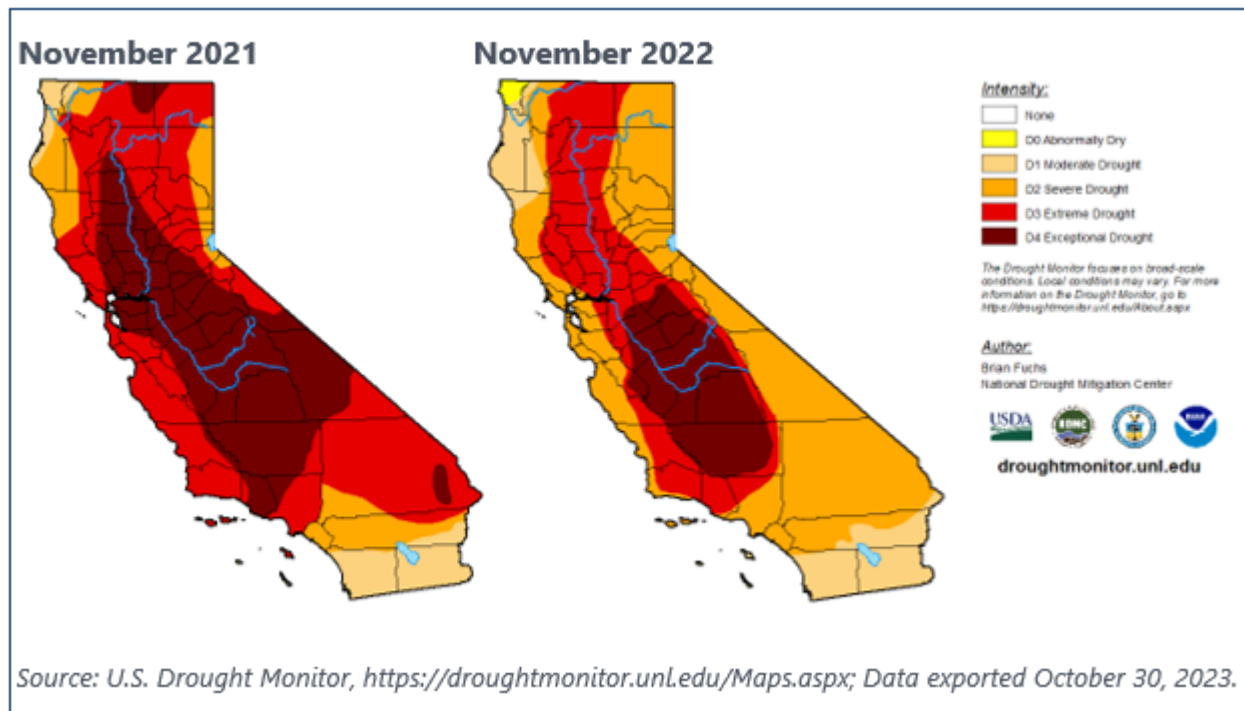 November 2021
November 2022
Intensity:
None
D0 Abnormally Dry
D1 Moderate Drought
D2 Severe Drought
D3 Extreme Drought
D4 Exceptional Drought
The Drought Monitor focuses on broad-scale
conditions. Local conditions may vary. For more
information on the Drought Monitor, go to
https://droughtmonitor.unl.edu/About.aspx
Author:
Brian Fuchs
National Drought Mitigation Center
USDA
NDMC
NOAA
droughtmonitor.unl.edu
Source: U.S. Drought Monitor, https://droughtmonitor.unl.edu/Maps.aspx; Data exported October 30, 2023.